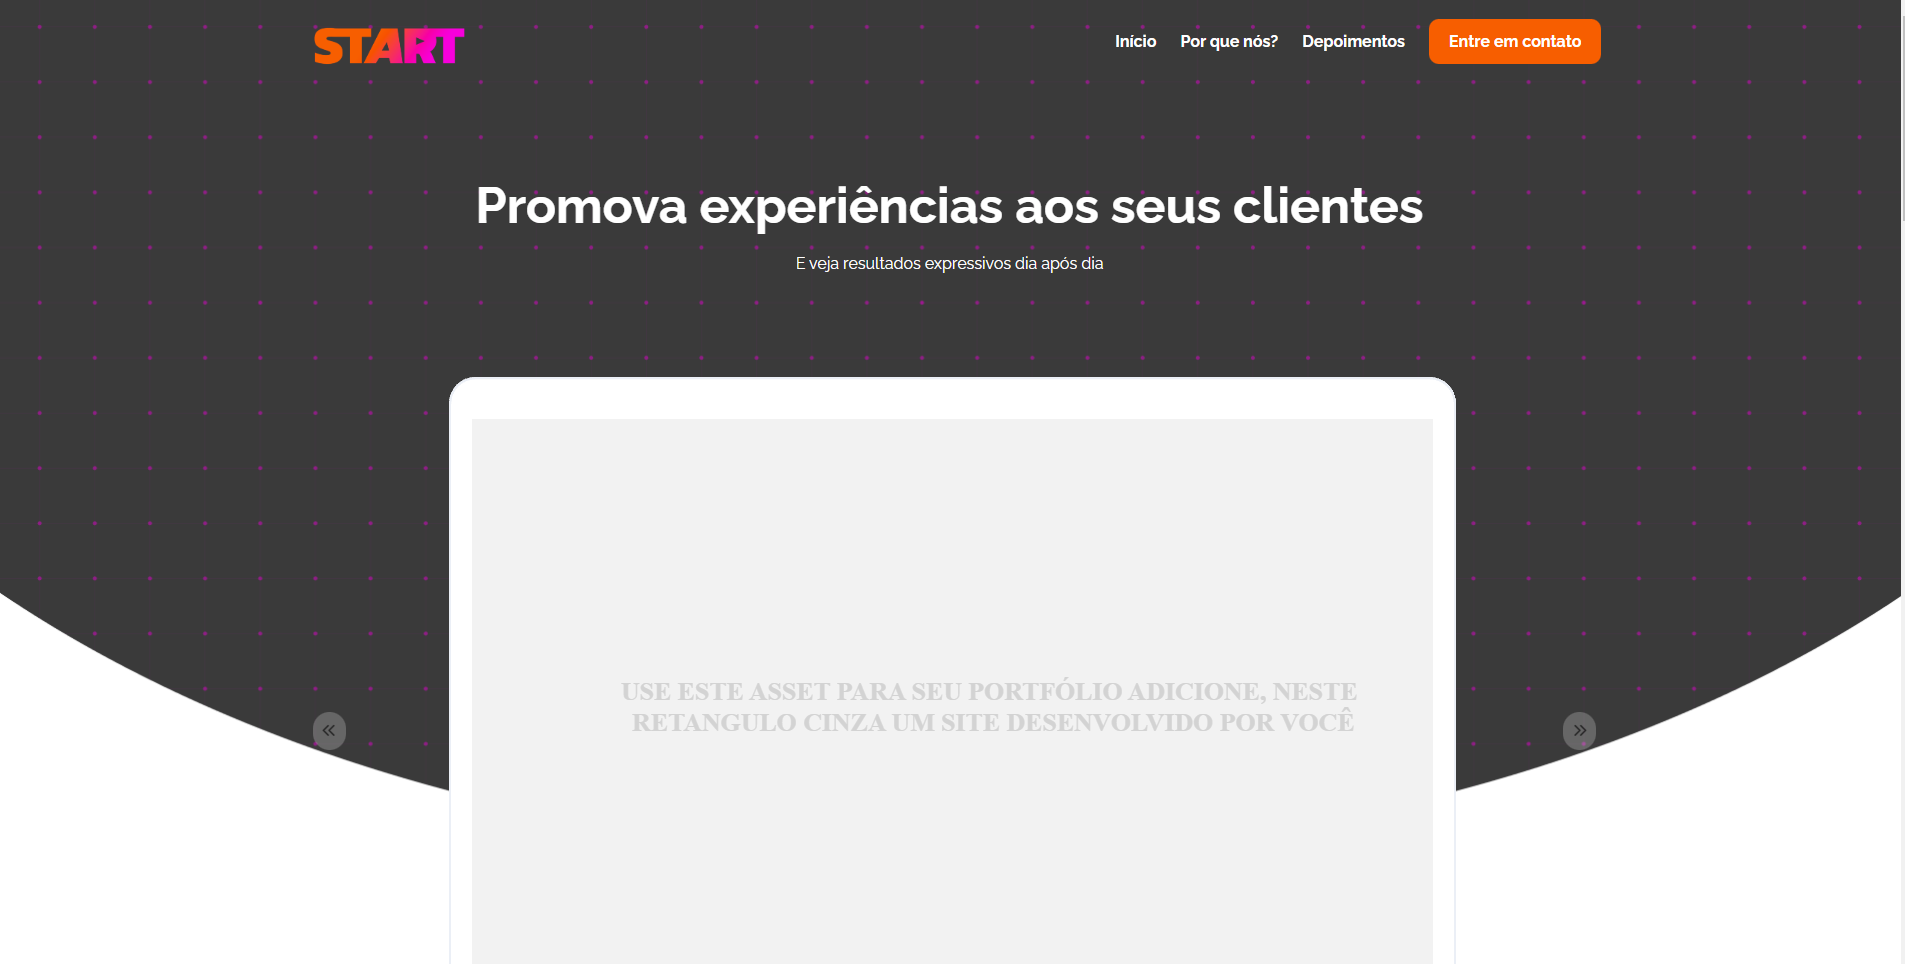 START
Início
Por que nós?
Depoimentos
Entre em contato
Promova experiências aos seus clientes
E veja resultados expressivos dia após dia
USE ESTE ASSET PARA SEU PORTFÓLIO ADICIONE, NESTE
RETANGULO CINZA UM SITE DESENVOLVIDO POR VOCÊ